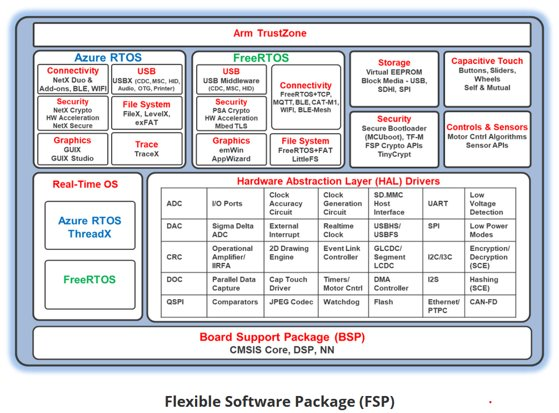 Arm TrustZone
Azure RTOS
Connectivity
NetX Duo &
Add-ons, BLE, WIFI
USB
USBX (CDC, MSC, HID,
Audio, OTG, Printer)
Security
NetX Crypto
HW Acceleration
NetX Secure
File System
FileX, LevelX,
exFAT
Graphics
GUIX
GUIX Studio
Trace
TraceX
FreeRTOS
USB
USB Middleware
(CDC, MSC, HID)
Connectivity
FreeRTOS+TCP,
MQTT, BLE, CAT-M1,
WIFI, BLE-Mesh
Security
PSA Crypto
HW Acceleration
Mbed TLS
Graphics
emWin
AppWizard
File System
FreeRTOS+FAT
LittleFS
Storage
Virtual EEPROM
Block Media - USB,
SDHI, SPI
Capacitive Touch
Buttons, Sliders,
Wheels
Self & Mutual
Security
Secure Bootloader
(MCUboot), TF-M
FSP Crypto APIs
TinyCrypt
Controls & Sensors
Motor Cntrl Algorithms
Sensor APIs
Real-Time OS
Azure RTOS
ThreadX
FreeRTOS
Hardware Abstraction Layer (HAL) Drivers
ADC
I/O Ports
Clock
Accuracy
Circuit
Clock
Generation
Circuit
SD.MMC
Host
Interface
UART
Low
Voltage
Detection
DAC
Sigma Delta
ADC
External
Interrupt
Realtime
Clock
USBHS/
USBFS
SPI
Low Power
Modes
CRC
Operational
Amplifier/
IIRFA
2D Drawing
Engine
Event Link
Controller
GLCDC/
Segment
LCDC
I2C/I3C
Encryption/
Decryption
(SCE)
DOC
Parallel Data
Capture
Cap Touch
Driver
Timers/
Motor Cntrl
DMA
Controller
I2S
Hashing
(SCE)
QSPI
Comparators
JPEG Codec
Watchdog
Flash
Ethernet/
PTPC
CAN-FD
Board Support Package (BSP)
CMSIS Core, DSP, NN
Flexible Software Package (FSP)